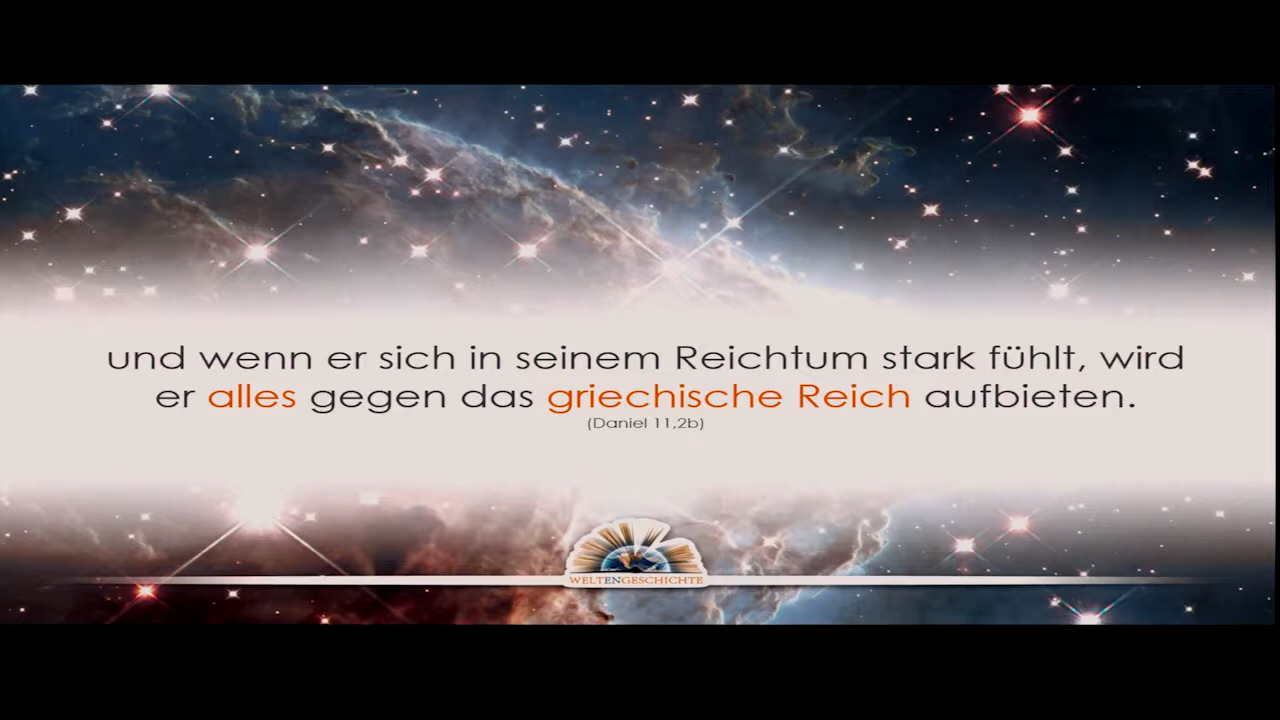 und wenn er sich in seinem Reichtum stark fühlt, wird
er alles gegen das griechische Reich aufbieten.
(Daniel 11,2b)
WELTENGESCHICHTE